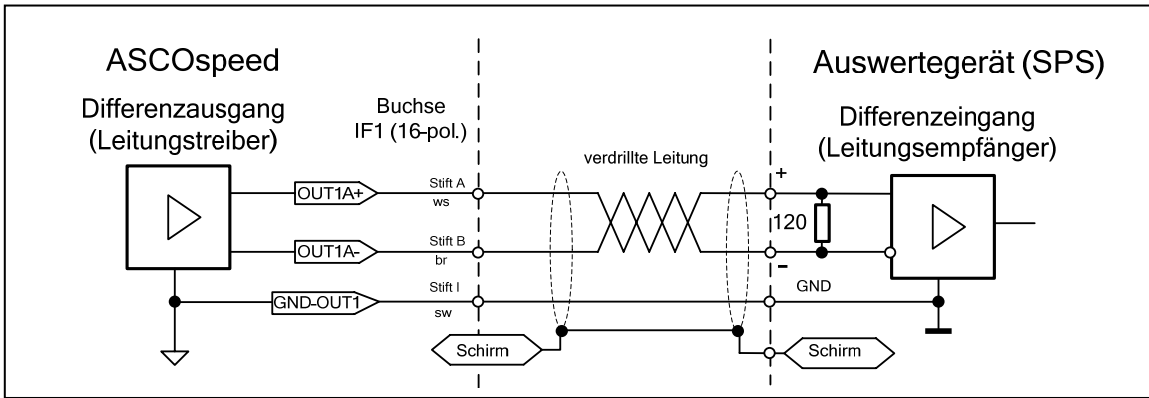 ASCOspeed
Differenzausgang
(Leitungstreiber)
Buchse
IF1 (16-pol.)
verdrillte Leitung
Auswertegerät (SPS)
Differenzeingang
(Leitungsempfänger)
OUT1A+
Stift A
ws
+
120
OUT1A-
Stift B
br
-
GND-OUT1
Stift I
sw
GND
Schirm
Schirm